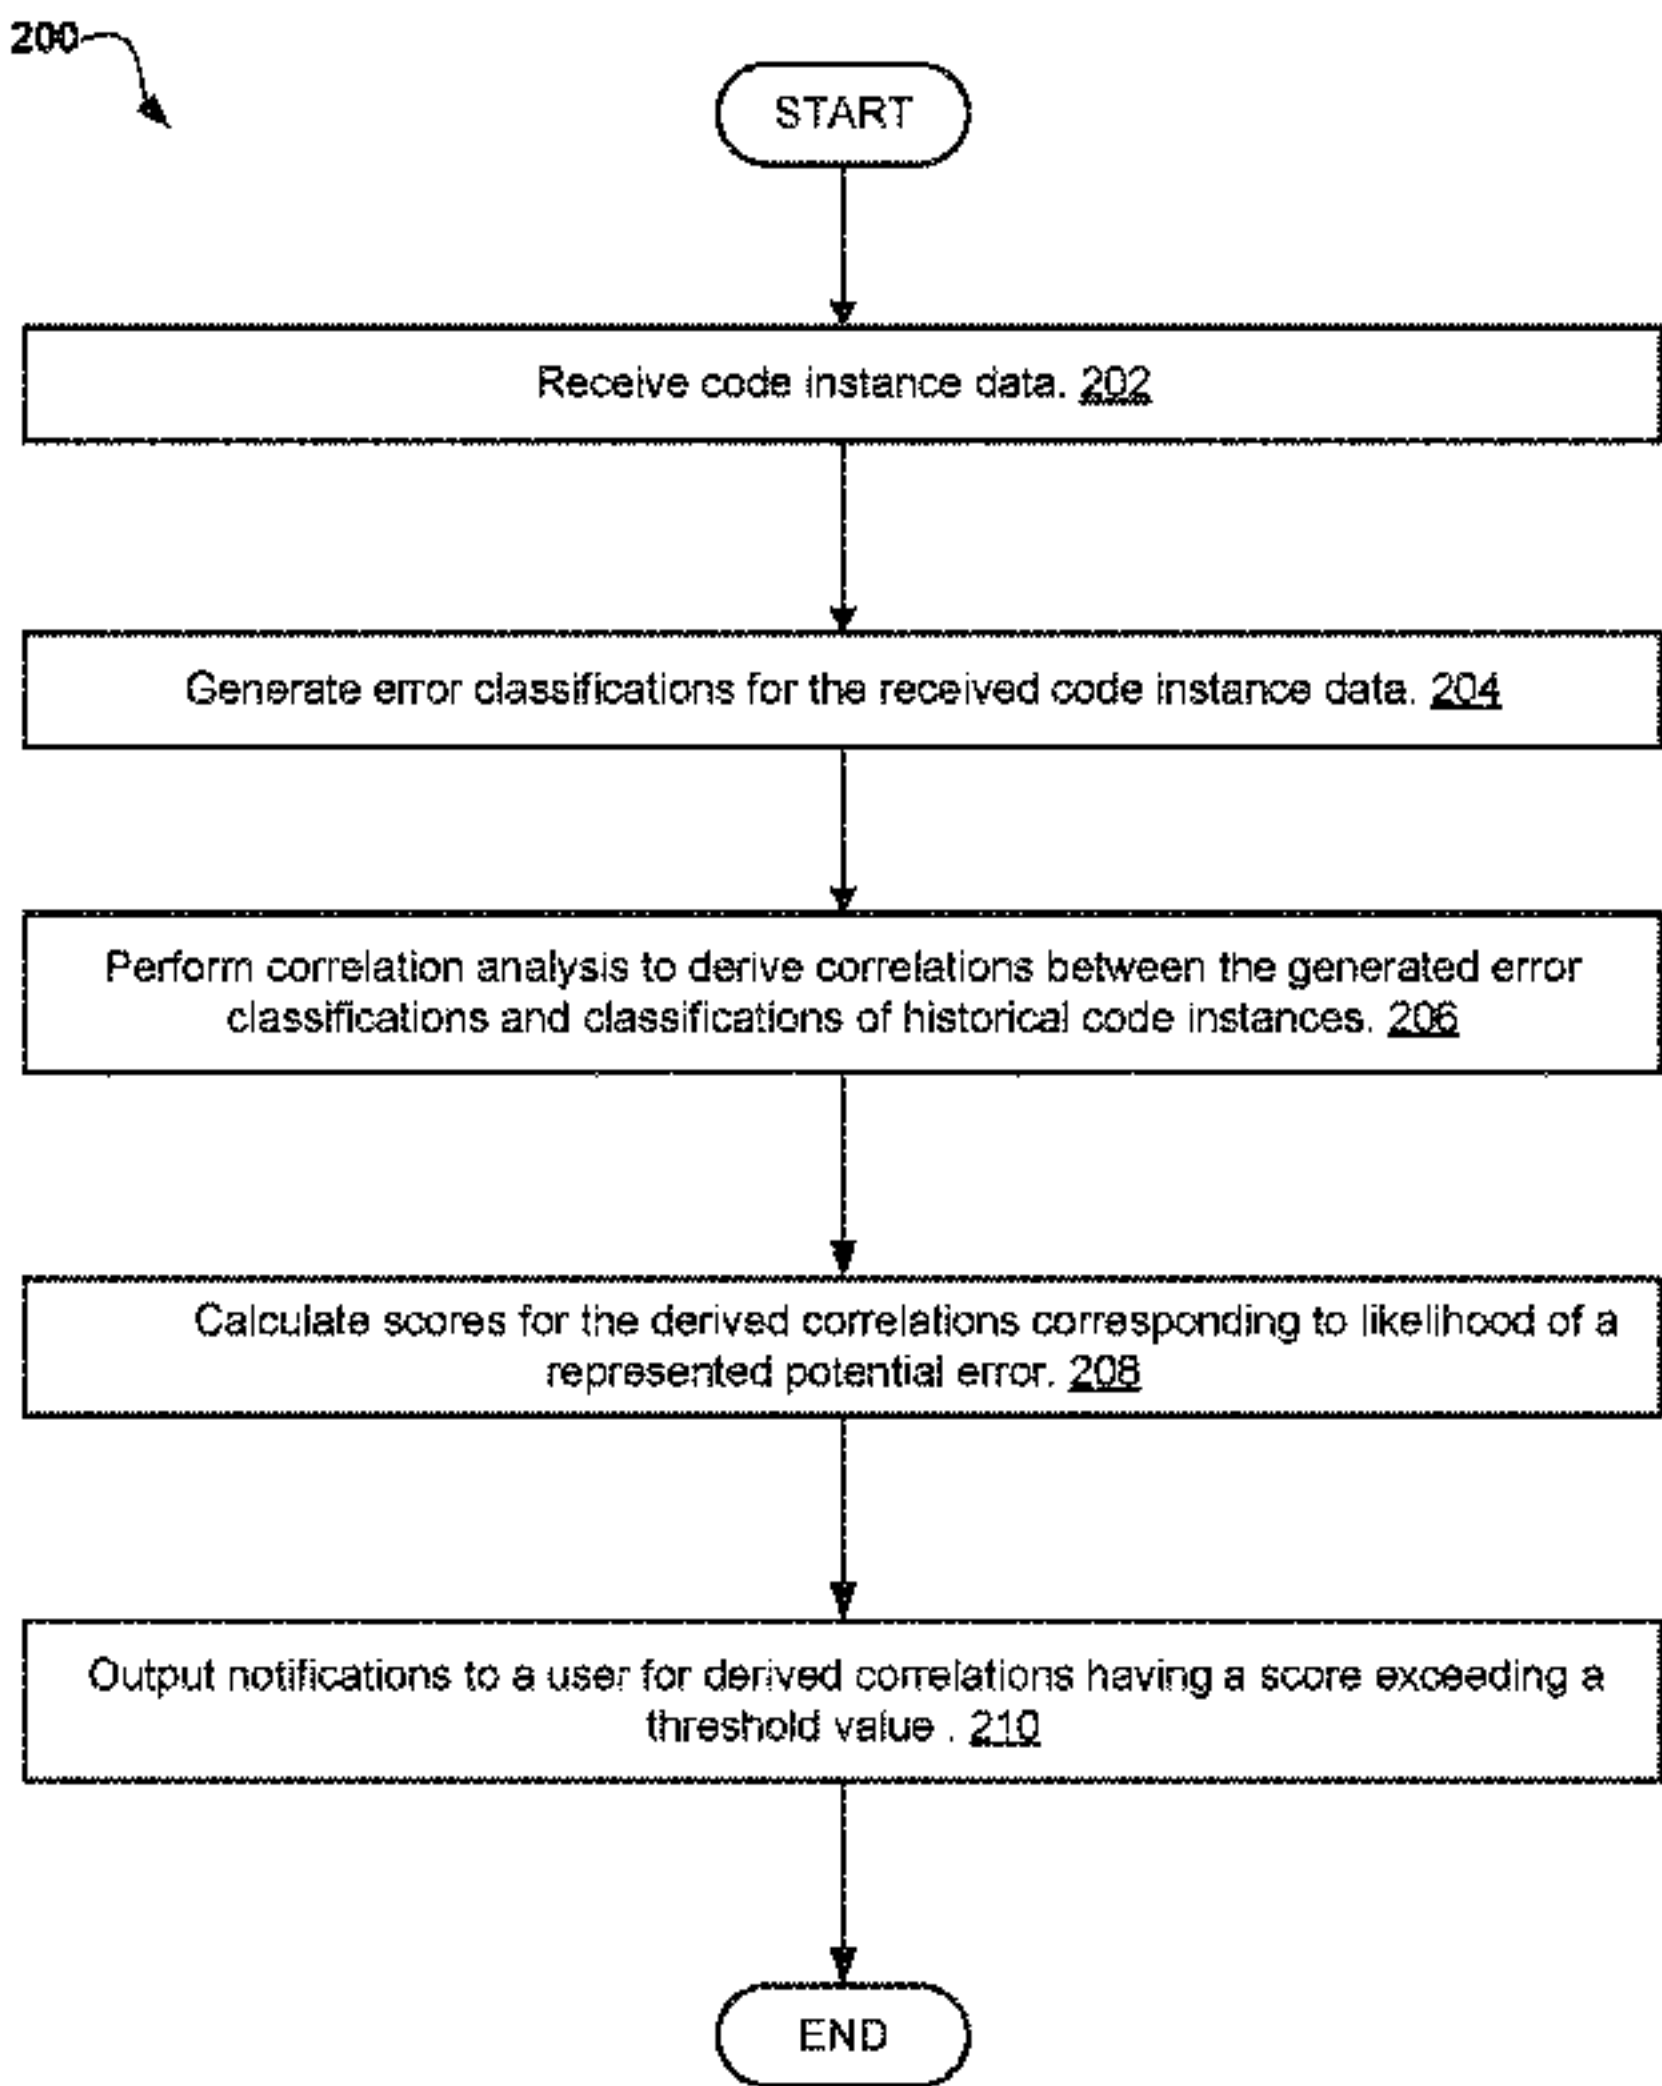 200
START
Receive code instance data. 202
Generate error classifications for the received code instance data. 204
Perform correlation analysis to derive correlations between the generated error
classifications and classifications of historical code instances. 206
Calculate scores for the derived correlations corresponding to likelihood of a
represented potential error. 208
Output notifications to a user for derived correlations having a score exceeding a
threshold value . 210
END